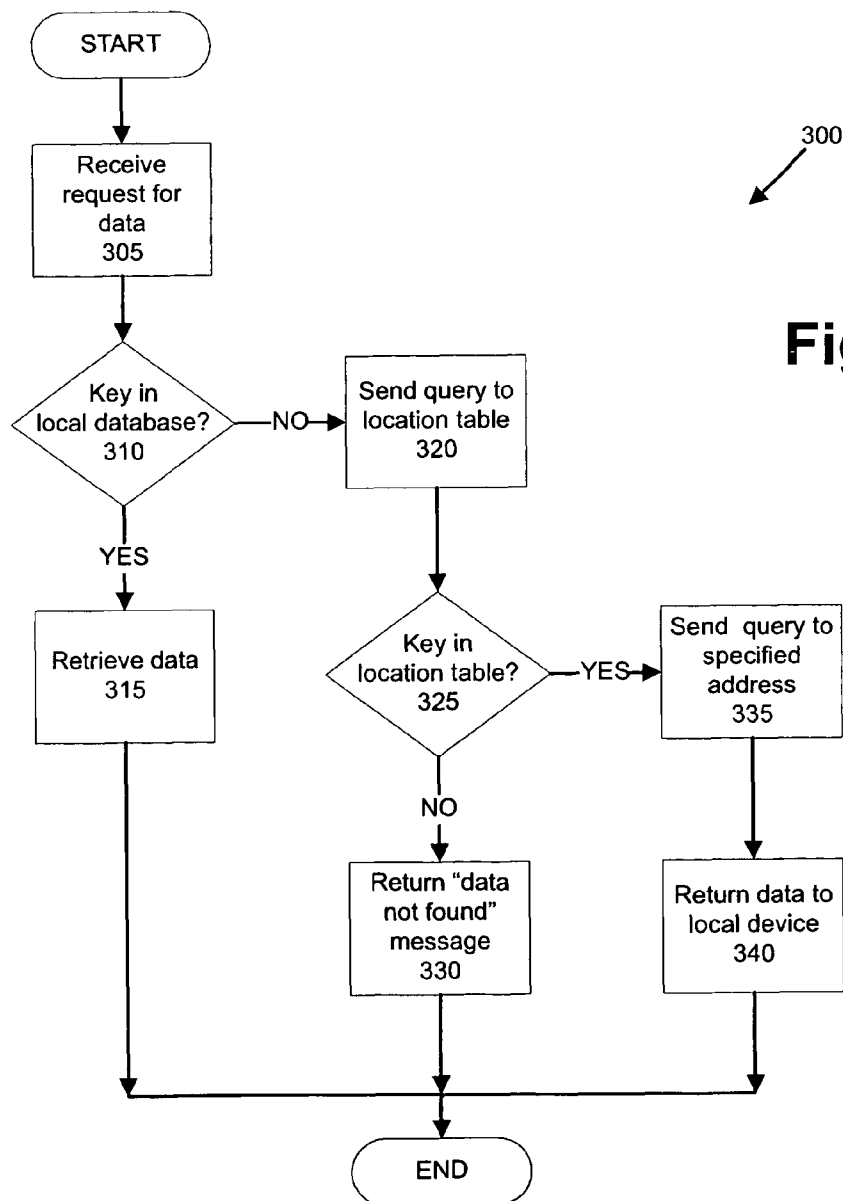 START
300
Receive
request for
data
305
Fig
Key in
local database?
310
NO
Send query to
location table
320
YES
Retrieve data
315
Key in
location table?
325
YES
Send query to
specified
address
335
NO
Return “data
not found”
message
330
Return data to
local device
340
END